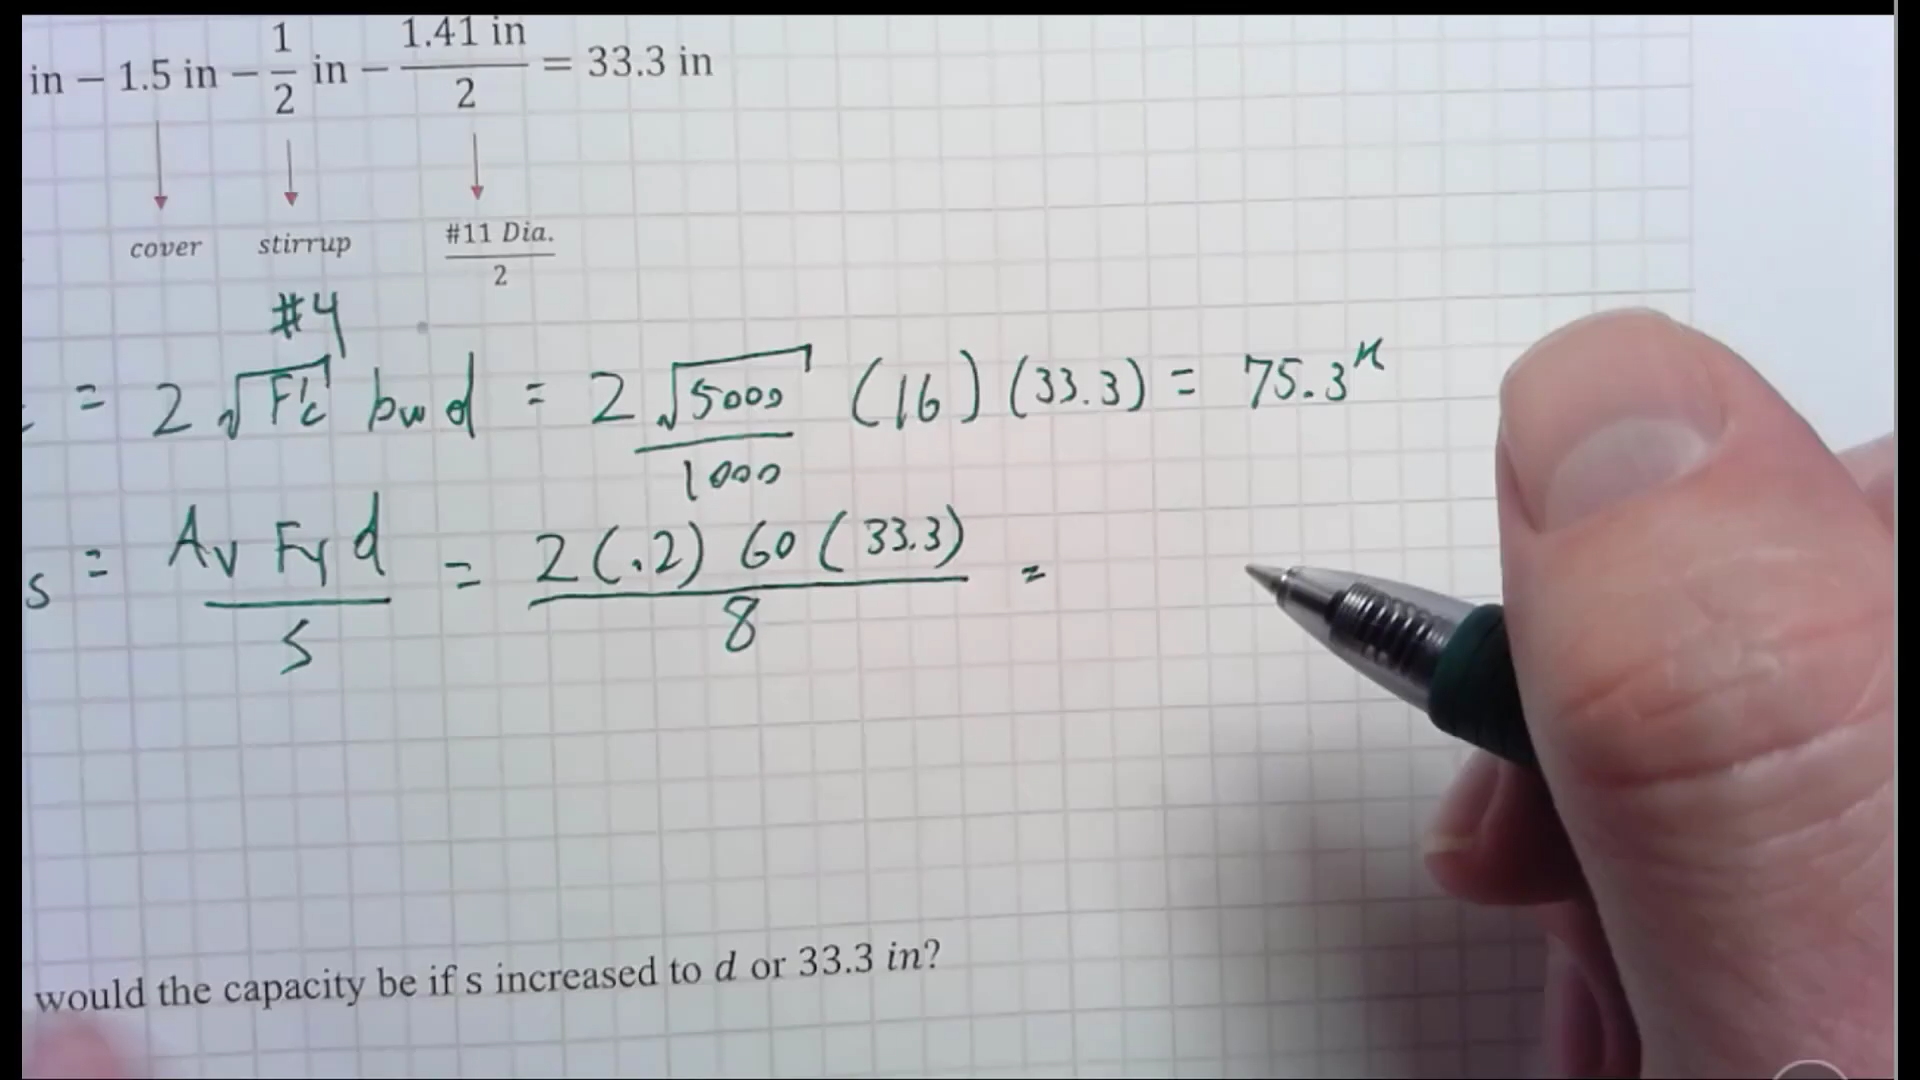 in − 1.5 in − 1/2 in − 1.41 in/2 = 33.3 in
cover stirrup #11 Dia./2
#4
= 2 √F'c bw d = 2 √5000/1000 (16) (33.3) = 75.3ᴷ
s = Av Fy d/s = 2 (.2) 60 (33.3)/8 =
would the capacity be if s increased to d or 33.3 in?